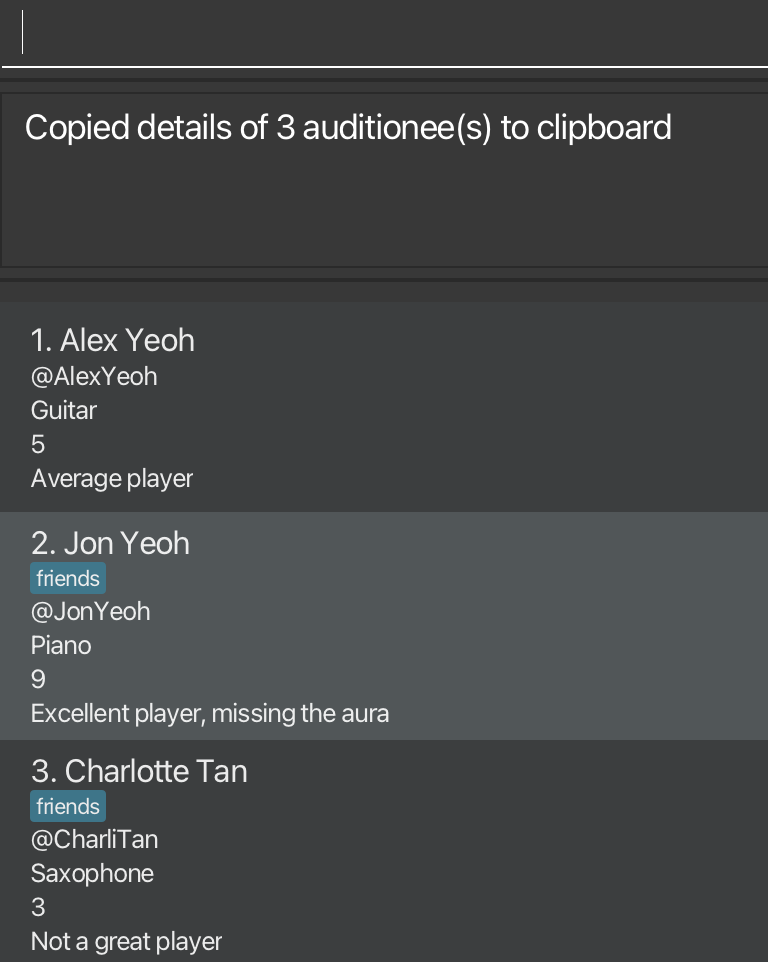 Copied details of 3 auditionee(s) to clipboard
1. Alex Yeoh
@AlexYeoh
Guitar
5
Average player
2. Jon Yeoh
friends
@JonYeoh
Piano
9
Excellent player, missing the aura
3. Charlotte Tan
friends
@CharliTan
Saxophone
3
Not a great player